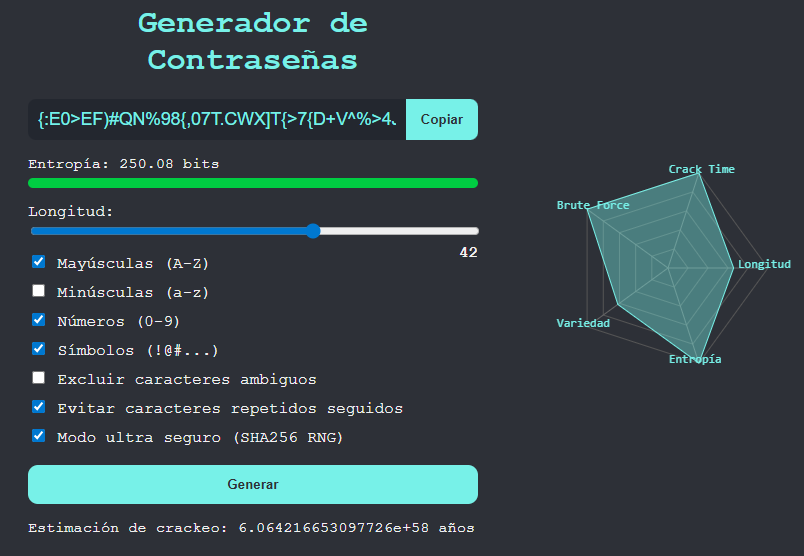 Generador de
Contraseñas
{:E0>EF)#QN%98{,07T.CWX]T{>7{D+V^%>4
Copiar
Entropía: 250.08 bits
Longitud:
42
Mayúsculas (A-Z)
Minúsculas (a-z)
Números (0-9)
Símbolos (!@#...)
Excluir caracteres ambiguos
Evitar caracteres repetidos seguidos
Modo ultra seguro (SHA256 RNG)
Generar
Estimación de crackeo: 6.064216653097726e+58 años
Crack Time
Brute Force
Longitud
Variedad
Entropía